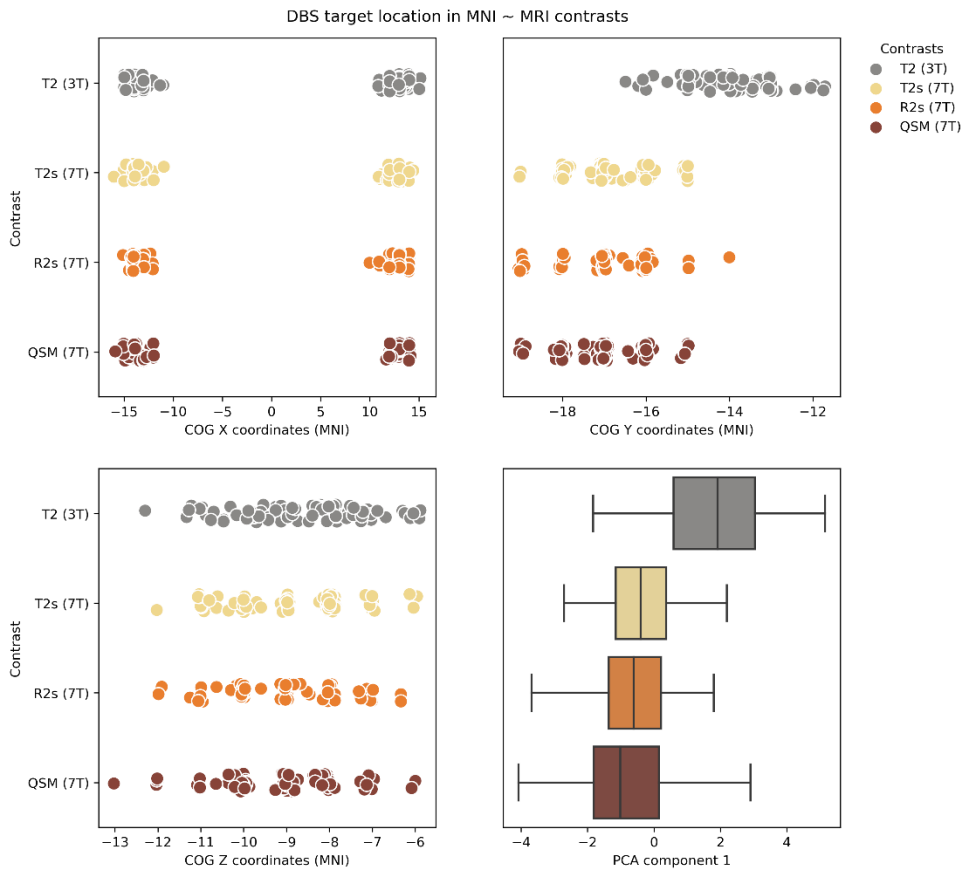 DBS target location in MNI ~ MRI contrasts
Contrasts
T2 (3T)
T2s (7T)
R2s (7T)
QSM (7T)
Contrast
T2 (3T)
T2s (7T)
R2s (7T)
QSM (7T)
−15 −10 −5 0 5 10 15
COG X coordinates (MNI)
−18 −16 −14 −12
COG Y coordinates (MNI)
Contrast
T2 (3T)
T2s (7T)
R2s (7T)
QSM (7T)
−13 −12 −11 −10 −9 −8 −7 −6
COG Z coordinates (MNI)
−4 −2 0 2 4
PCA component 1